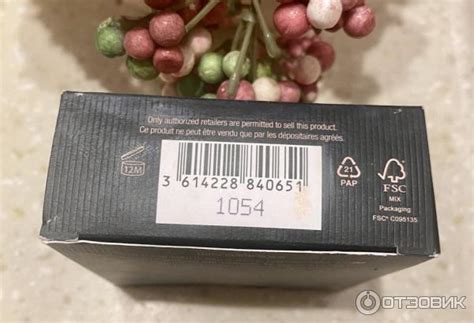 Only authorized retailers are permitted to sell this product.
Ce produit ne peut être vendu que par les dépositaires agréés.
12M
3 614228 840651
1054
21
PAP
FSC
MIX
Packaging
FSC® C095135
ОТЗОВИК